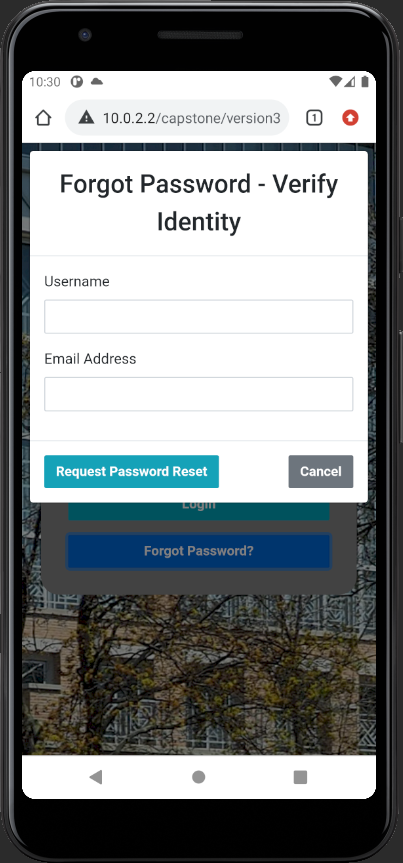 10:30
10.0.2.2/capstone/version3
1
Forgot Password - Verify
Identity
Username
Email Address
Request Password Reset
Cancel
Login
Forgot Password?